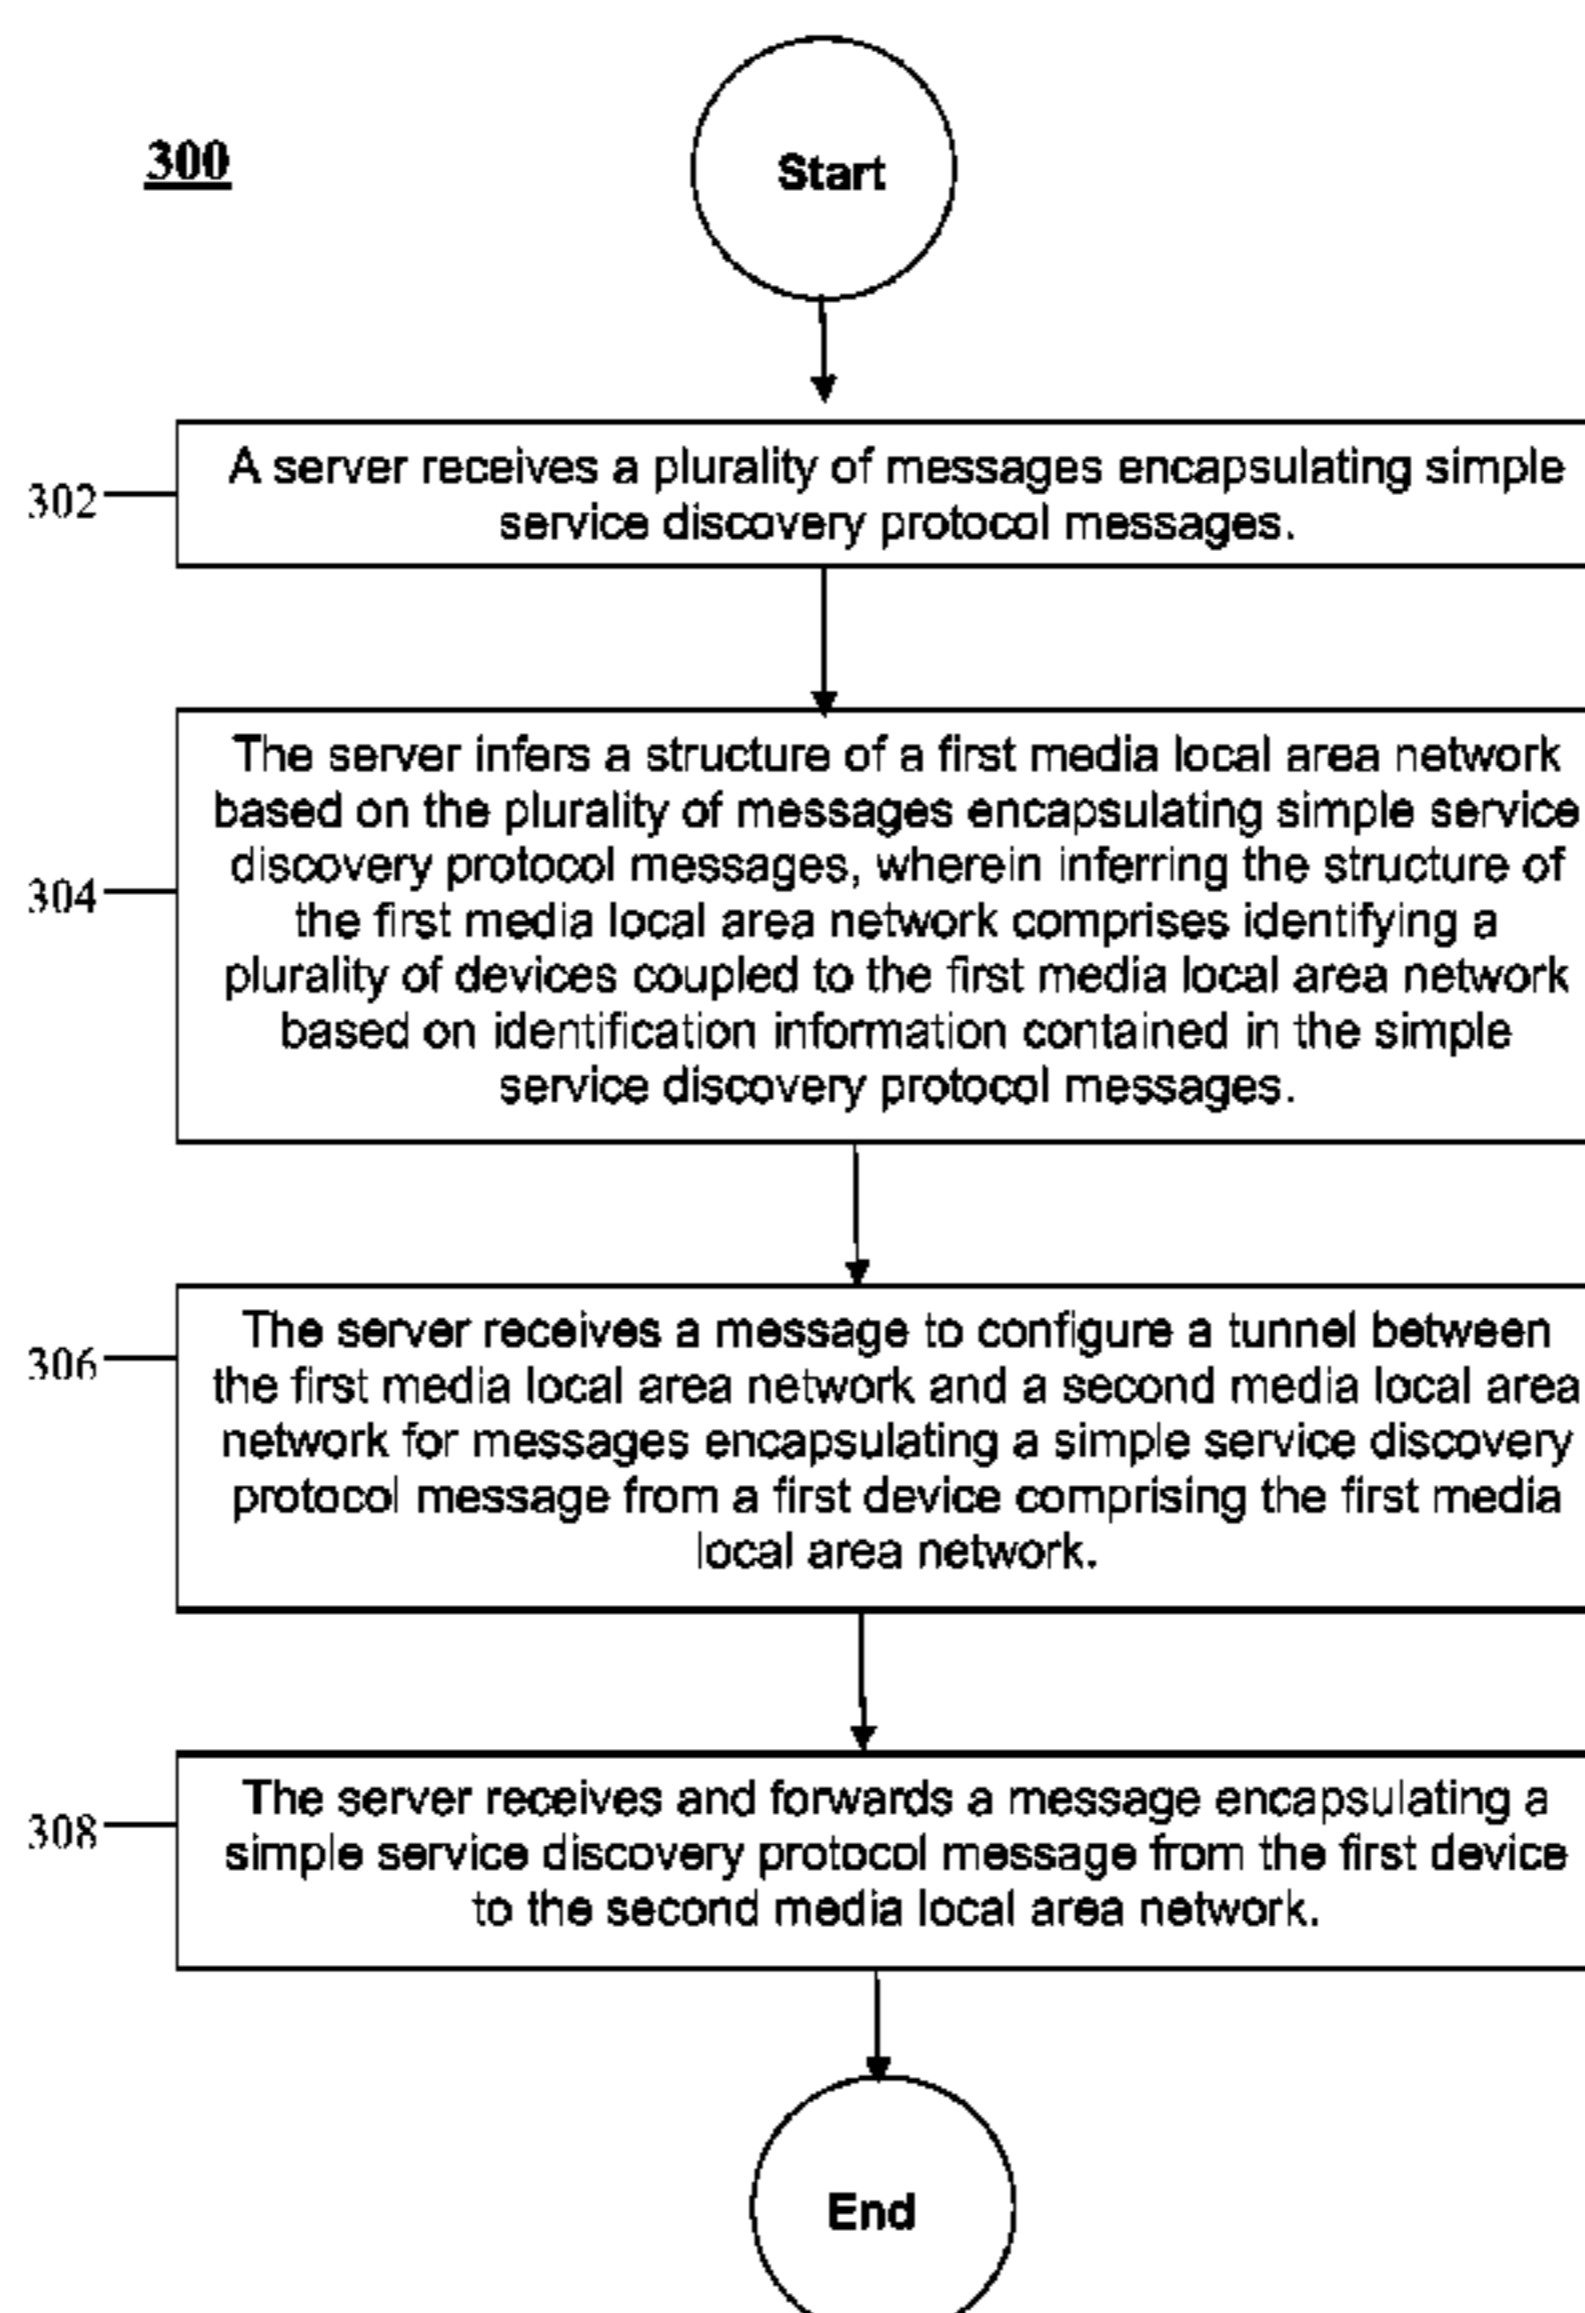 Start
300
A server receives a plurality of messages encapsulating simple
service discovery protocol messages.
302
The server infers a structure of a first media local area network
based on the plurality of messages encapsulating simple service
discovery protocol messages, wherein inferring the structure of
the first media local area network comprises identifying a
plurality of devices coupled to the first media local area network
based on identification information contained in the simple
service discovery protocol messages.
304
The server receives a message to configure a tunnel between
the first media local area network and a second media local area
network for messages encapsulating a simple service discovery
protocol message from a first device comprising the first media
local area network.
306
The server receives and forwards a message encapsulating a
simple service discovery protocol message from the first device
to the second media local area network.
308
End